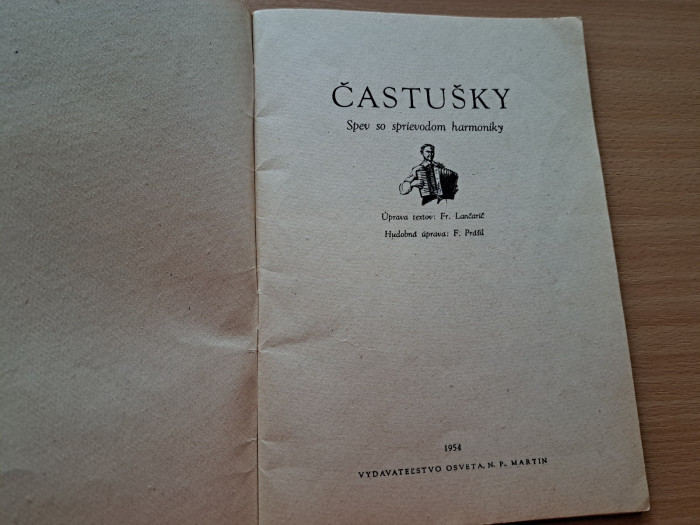 ČASTUŠKY
Spev so sprievodom harmoniky
Úprava textov: Fr. Lančarič
Hudobná úprava: F. Prášil
1954
VYDAVATEĽSTVO OSVETA, N. P., MARTIN